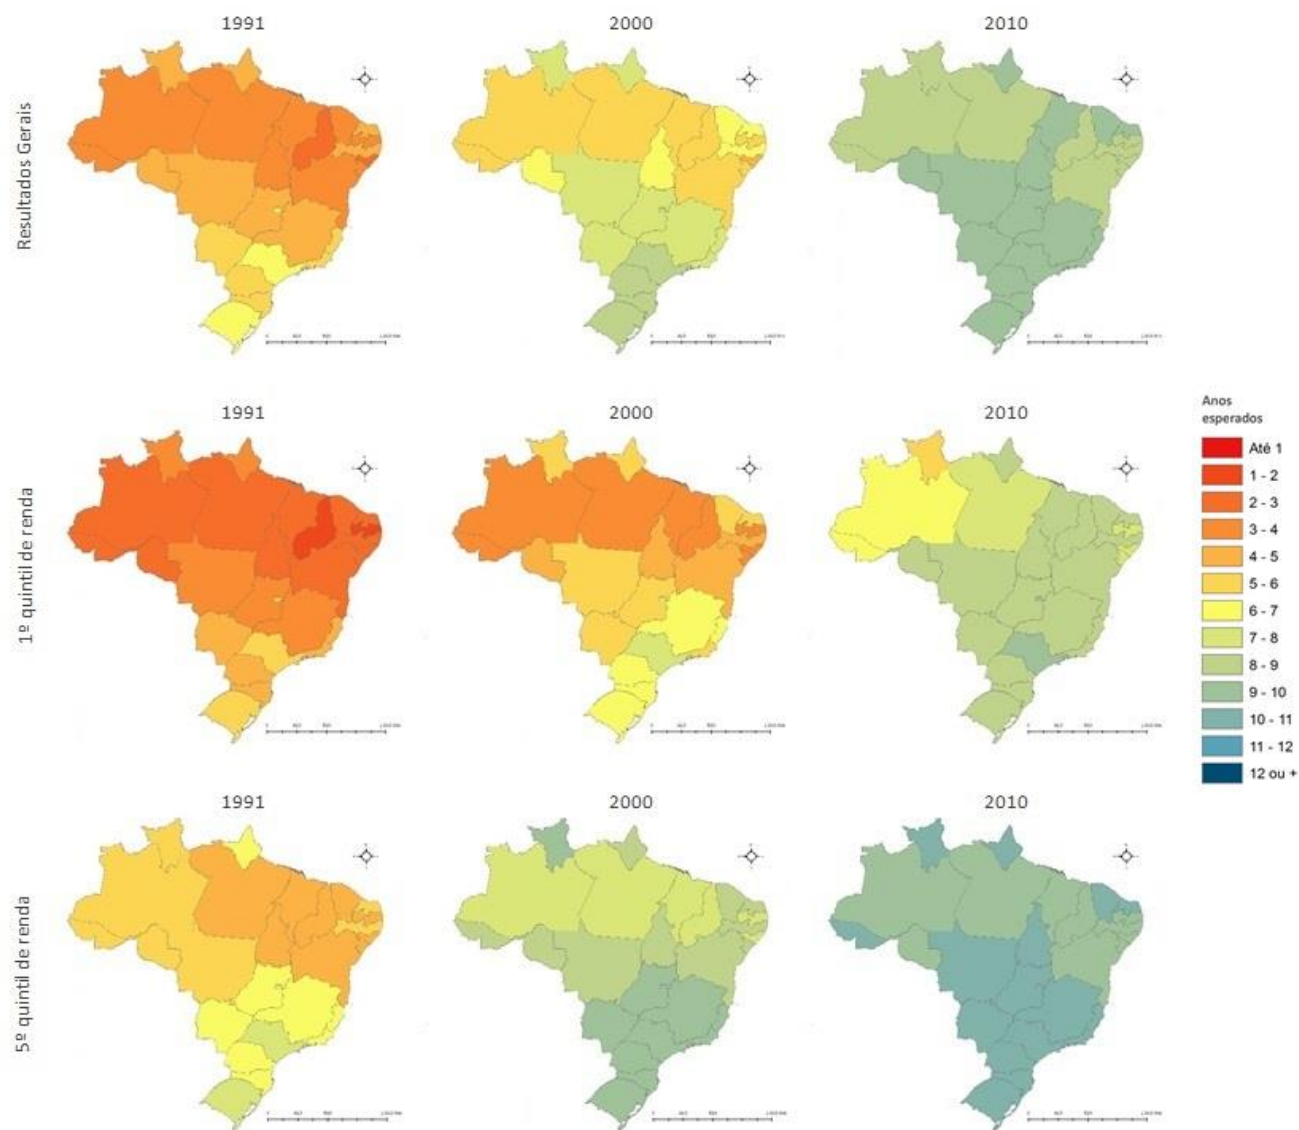 1991
2000
2010
Resultados Gerais
1991
2000
2010
1º quintil de renda
Anos
esperados
Até 1
1 - 2
2 - 3
3 - 4
4 - 5
5 - 6
6 - 7
7 - 8
8 - 9
9 - 10
10 - 11
11 - 12
12 ou +
1991
2000
2010
5º quintil de renda